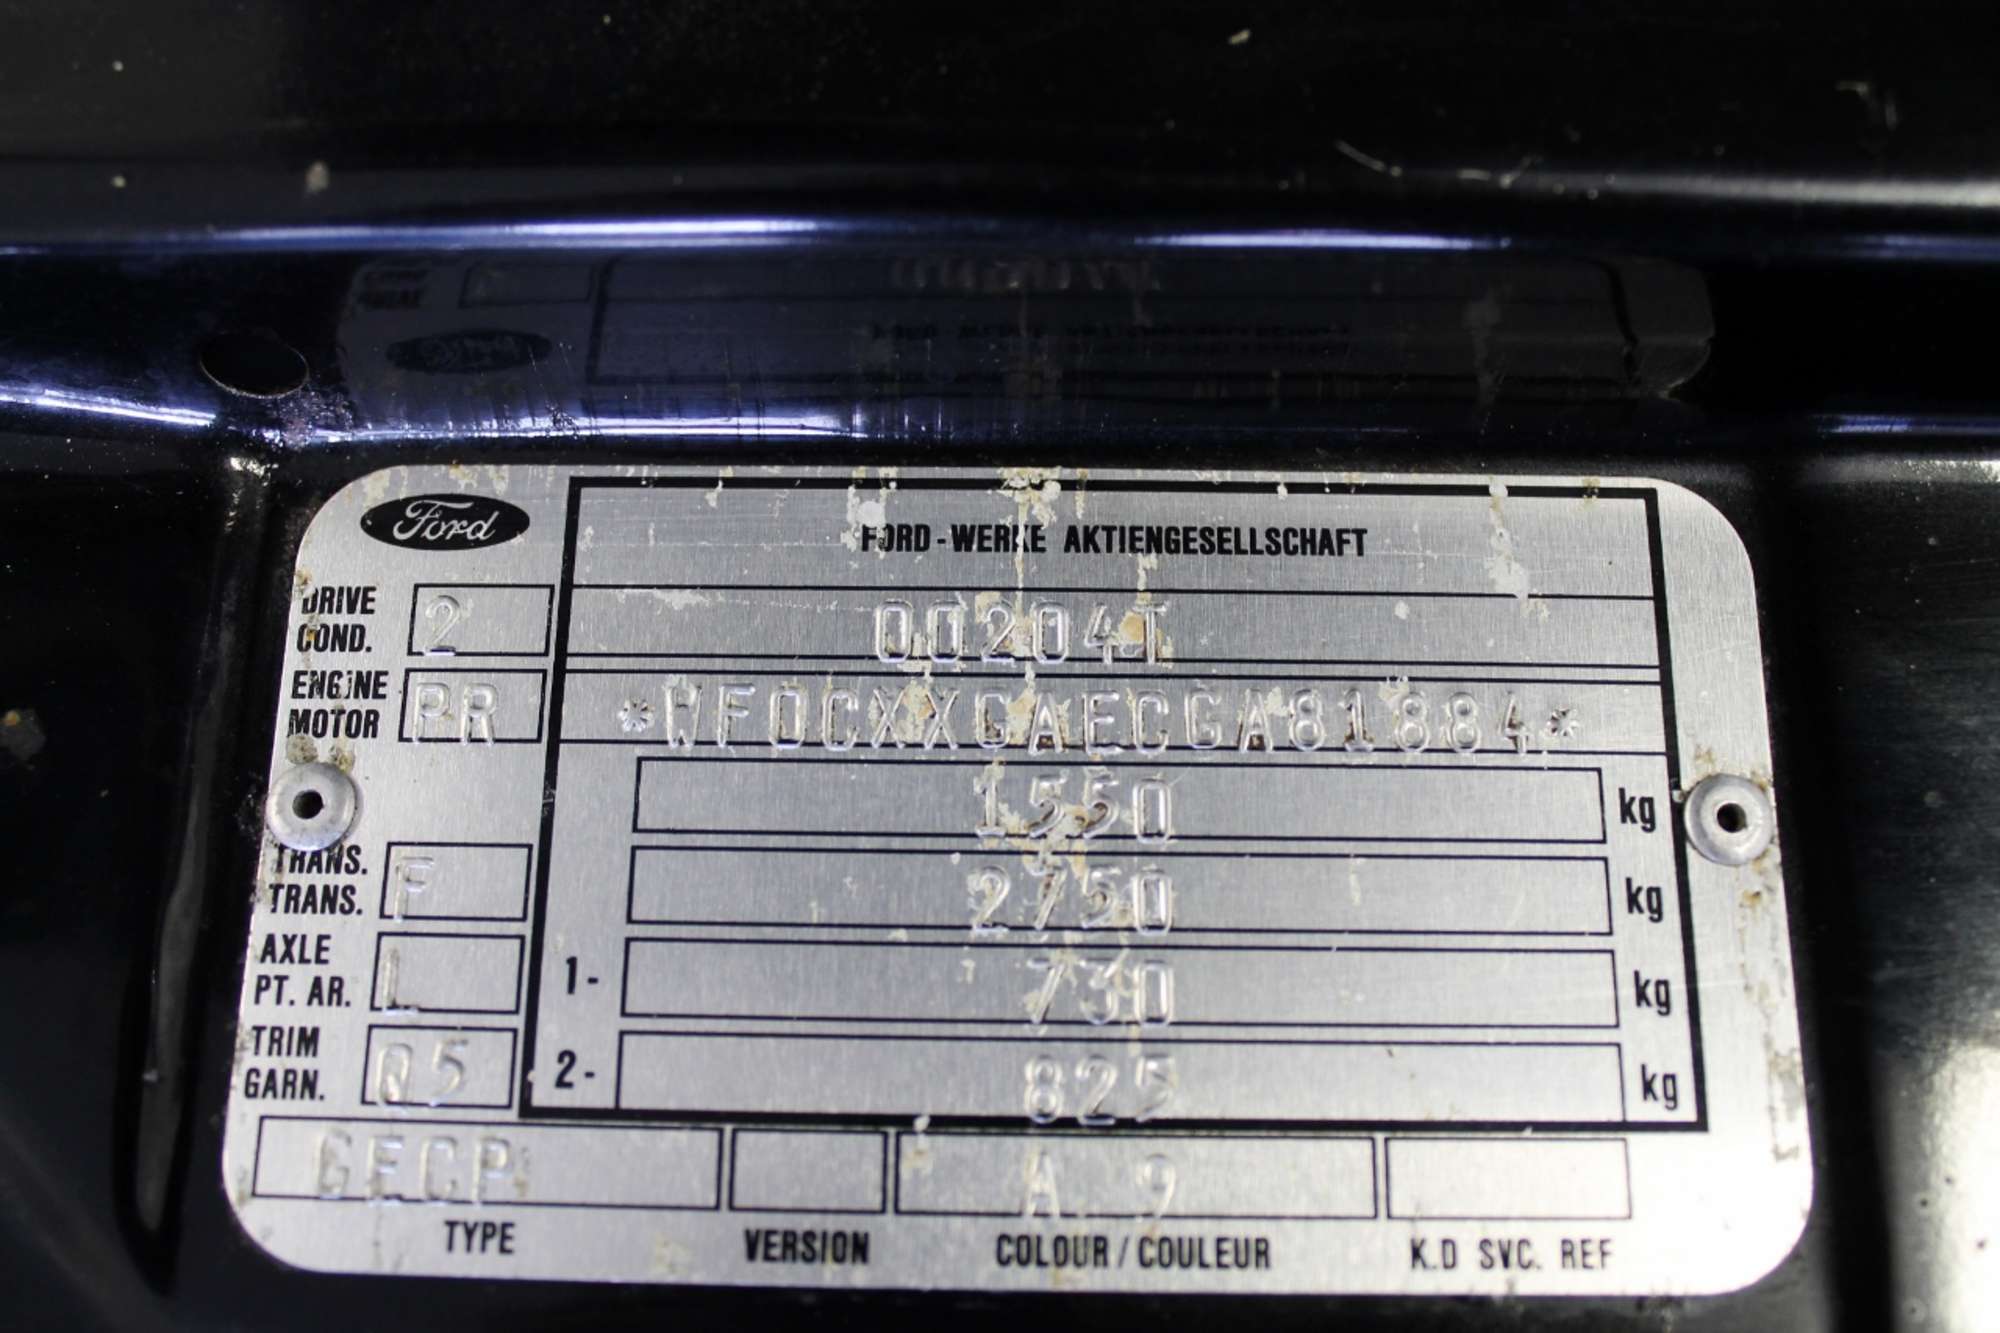 Ford
FORD-WERKE AKTIENGESELLSCHAFT
DRIVE
COND. 2
00204T
ENGINE
MOTOR PR
*WF0CXXGAECGA81884*
1550 kg
TRANS.
TRANS. F
2750 kg
AXLE
PT. AR. L
1- 730 kg
TRIM
GARN. Q5
2- 825 kg
GECP A 9
TYPE VERSION COLOUR/COULEUR K.D SVC. REF